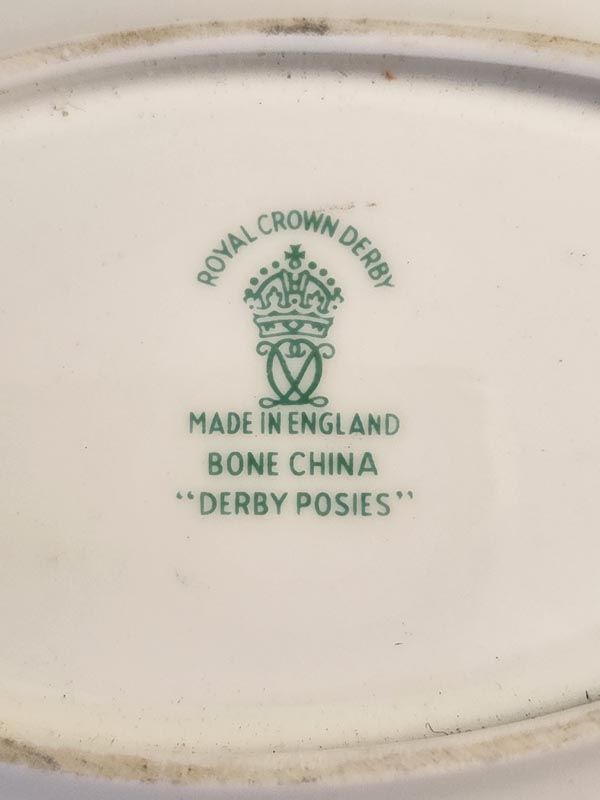 ROYAL CROWN DERBY
MADE IN ENGLAND
BONE CHINA
“DERBY POSIES”